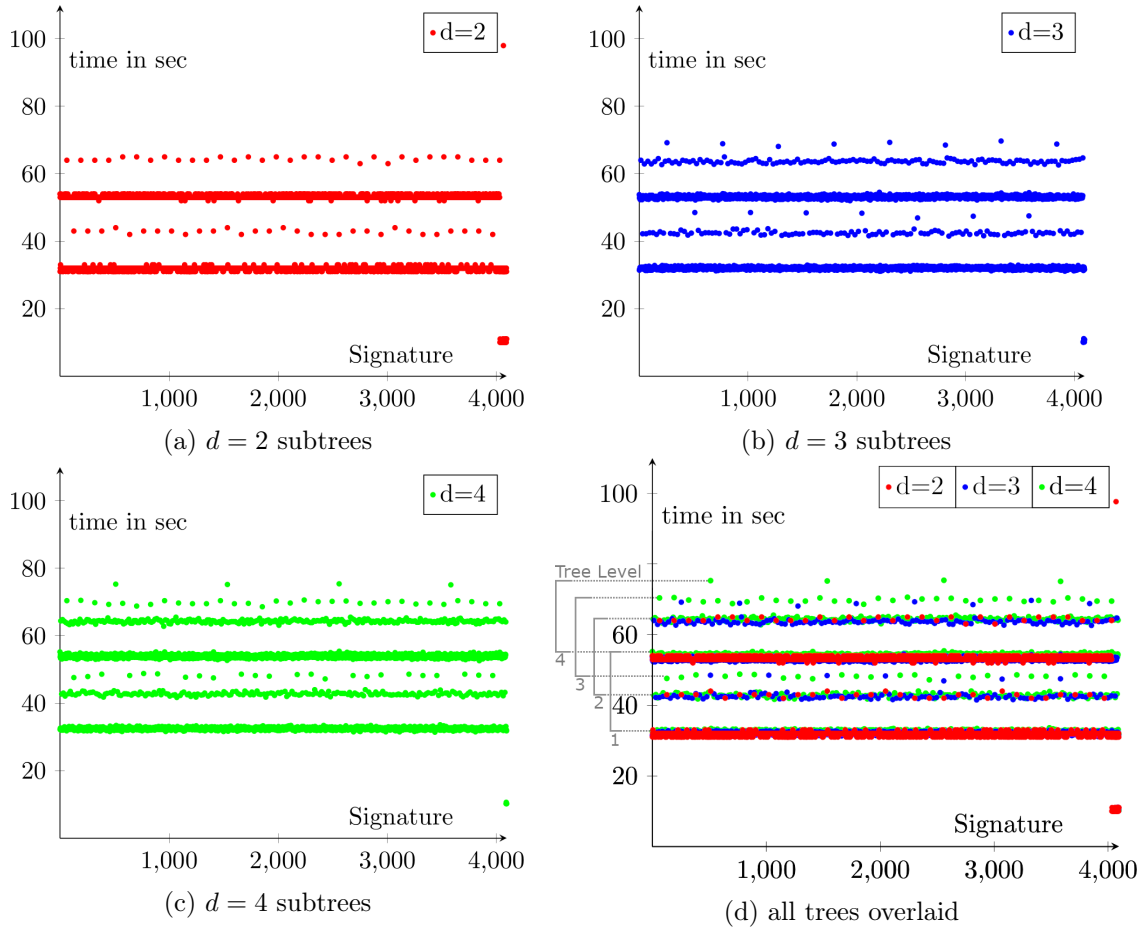 100
80
60
40
20
time in sec
d=2
Signature
1,000 2,000 3,000 4,000
(a) d = 2 subtrees
100
80
60
40
20
time in sec
d=3
Signature
1,000 2,000 3,000 4,000
(b) d = 3 subtrees
100
80
60
40
20
time in sec
d=4
Signature
1,000 2,000 3,000 4,000
(c) d = 4 subtrees
100
60
40
20
time in sec
d=2 d=3 d=4
Tree Level
4
3
2
1
Signature
1,000 2,000 3,000 4,000
(d) all trees overlaid